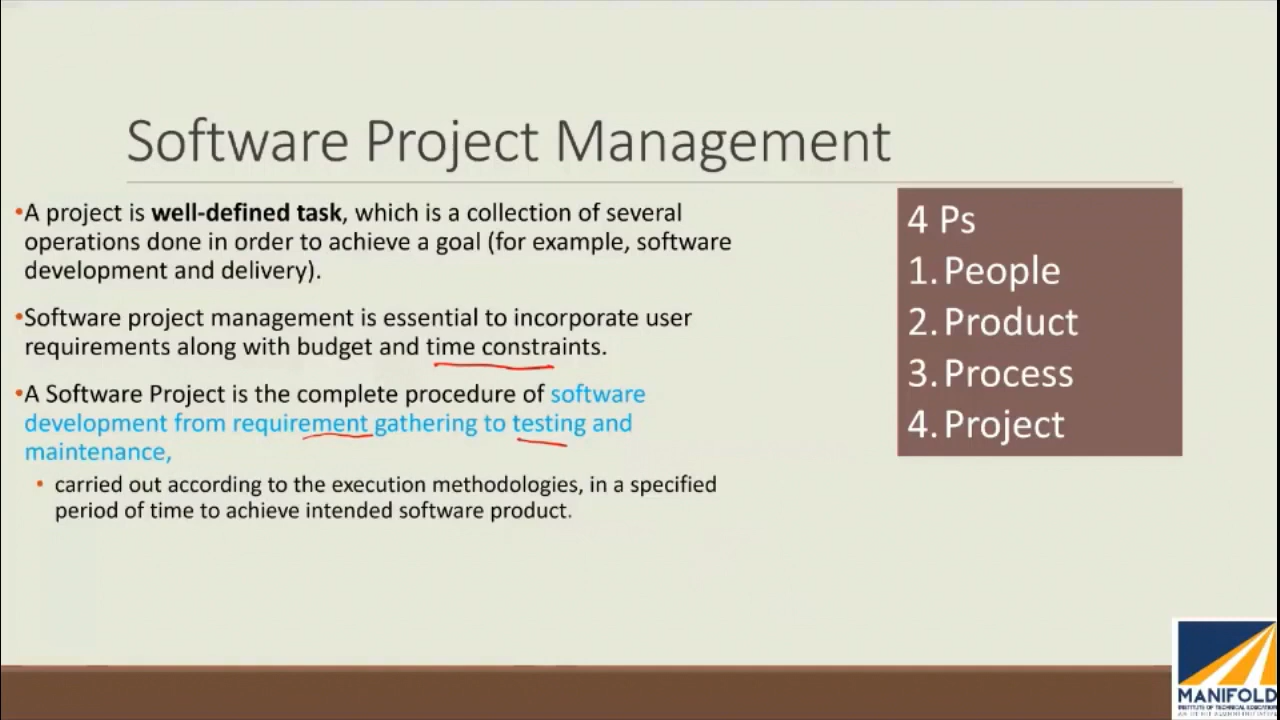 Software Project Management
•A project is well-defined task, which is a collection of several
operations done in order to achieve a goal (for example, software
development and delivery).
•Software project management is essential to incorporate user
requirements along with budget and time constraints.
•A Software Project is the complete procedure of software
development from requirement gathering to testing and
maintenance,
• carried out according to the execution methodologies, in a specified
period of time to achieve intended software product.
4 Ps
1. People
2. Product
3. Process
4. Project
MANIFOLD
INSTITUTE OF TECHNICAL EDUCATION